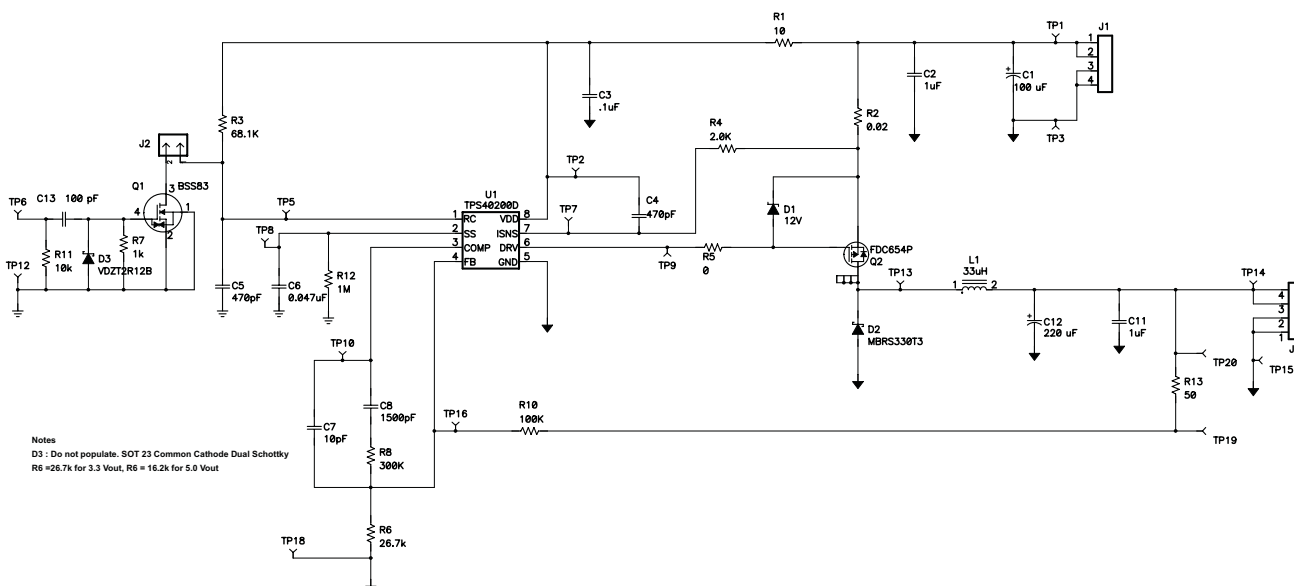 R1
10
TP1
J1
1
2
3
4
C3
.1uF
C2
1uF
C1
100 uF
R3
68.1K
R4
2.0K
R2
0.02
TP3
J2
2
1
TP2
Q1
3
BSS83
4
1
2
C13
100 pF
TP6
TP5
U1
TPS40200D
1
RC
VDD
8
2
SS
ISNS
7
3
COMP
DRV
6
4
FB
GND
5
TP7
C4
470pF
D1
12V
TP8
TP12
R11
10k
D3
VDZT2R12B
R7
1k
C5
470pF
C6
0.047uF
R12
1M
TP9
R5
0
FDC654P
Q2
TP13
L1
33uH
1
2
TP14
4
3
2
1
J
D2
MBRS330T3
C12
220 uF
C11
1uF
TP20
TP15
R13
50
TP10
C8
1500pF
C7
10pF
R8
300K
TP16
R10
100K
TP19
Notes
D3 : Do not populate. SOT 23 Common Cathode Dual Schottky
R6 =26.7k for 3.3 Vout, R6 = 16.2k for 5.0 Vout
R6
26.7k
TP18